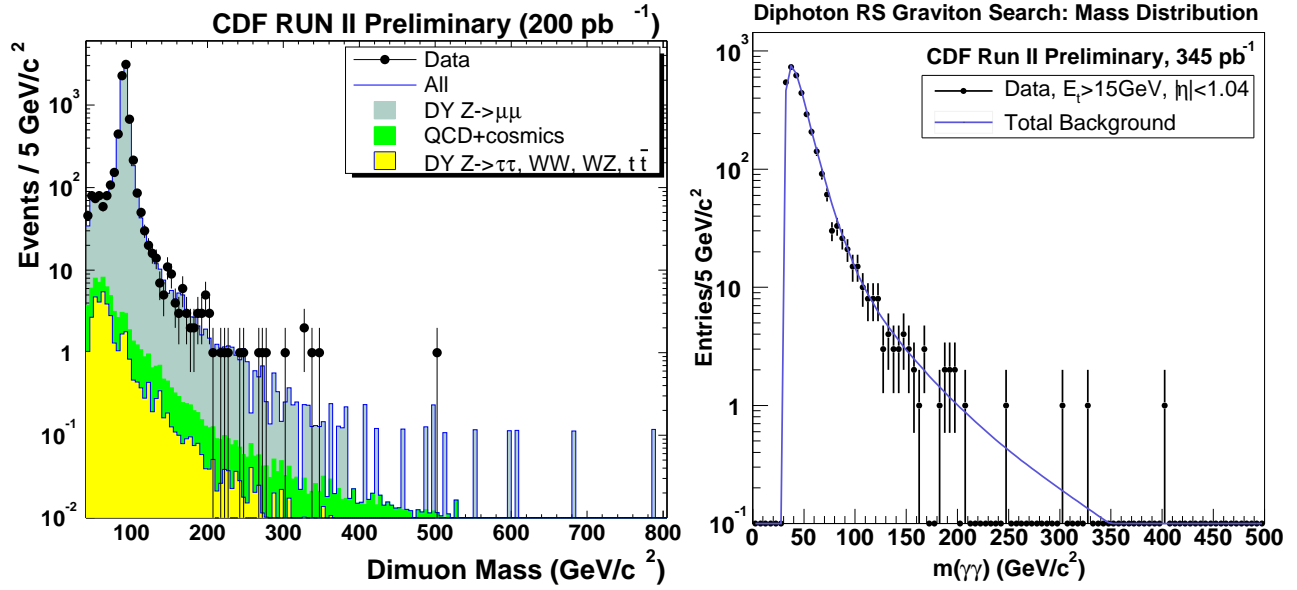 CDF RUN II Preliminary (200 pb⁻¹)
Events / 5 GeV/c²
10³
10²
10
1
10⁻¹
10⁻²
Data
All
DY Z->μμ
QCD+cosmics
DY Z->ττ, WW, WZ, t t̄
100 200 300 400 500 600 700 800
Dimuon Mass (GeV/c²)
Diphoton RS Graviton Search: Mass Distribution
Entries/5 GeV/c²
10³
10²
10
1
10⁻¹
CDF Run II Preliminary, 345 pb⁻¹
Data, Eₜ>15GeV, |η|<1.04
Total Background
0 50 100 150 200 250 300 350 400 450 500
m(γγ) (GeV/c²)